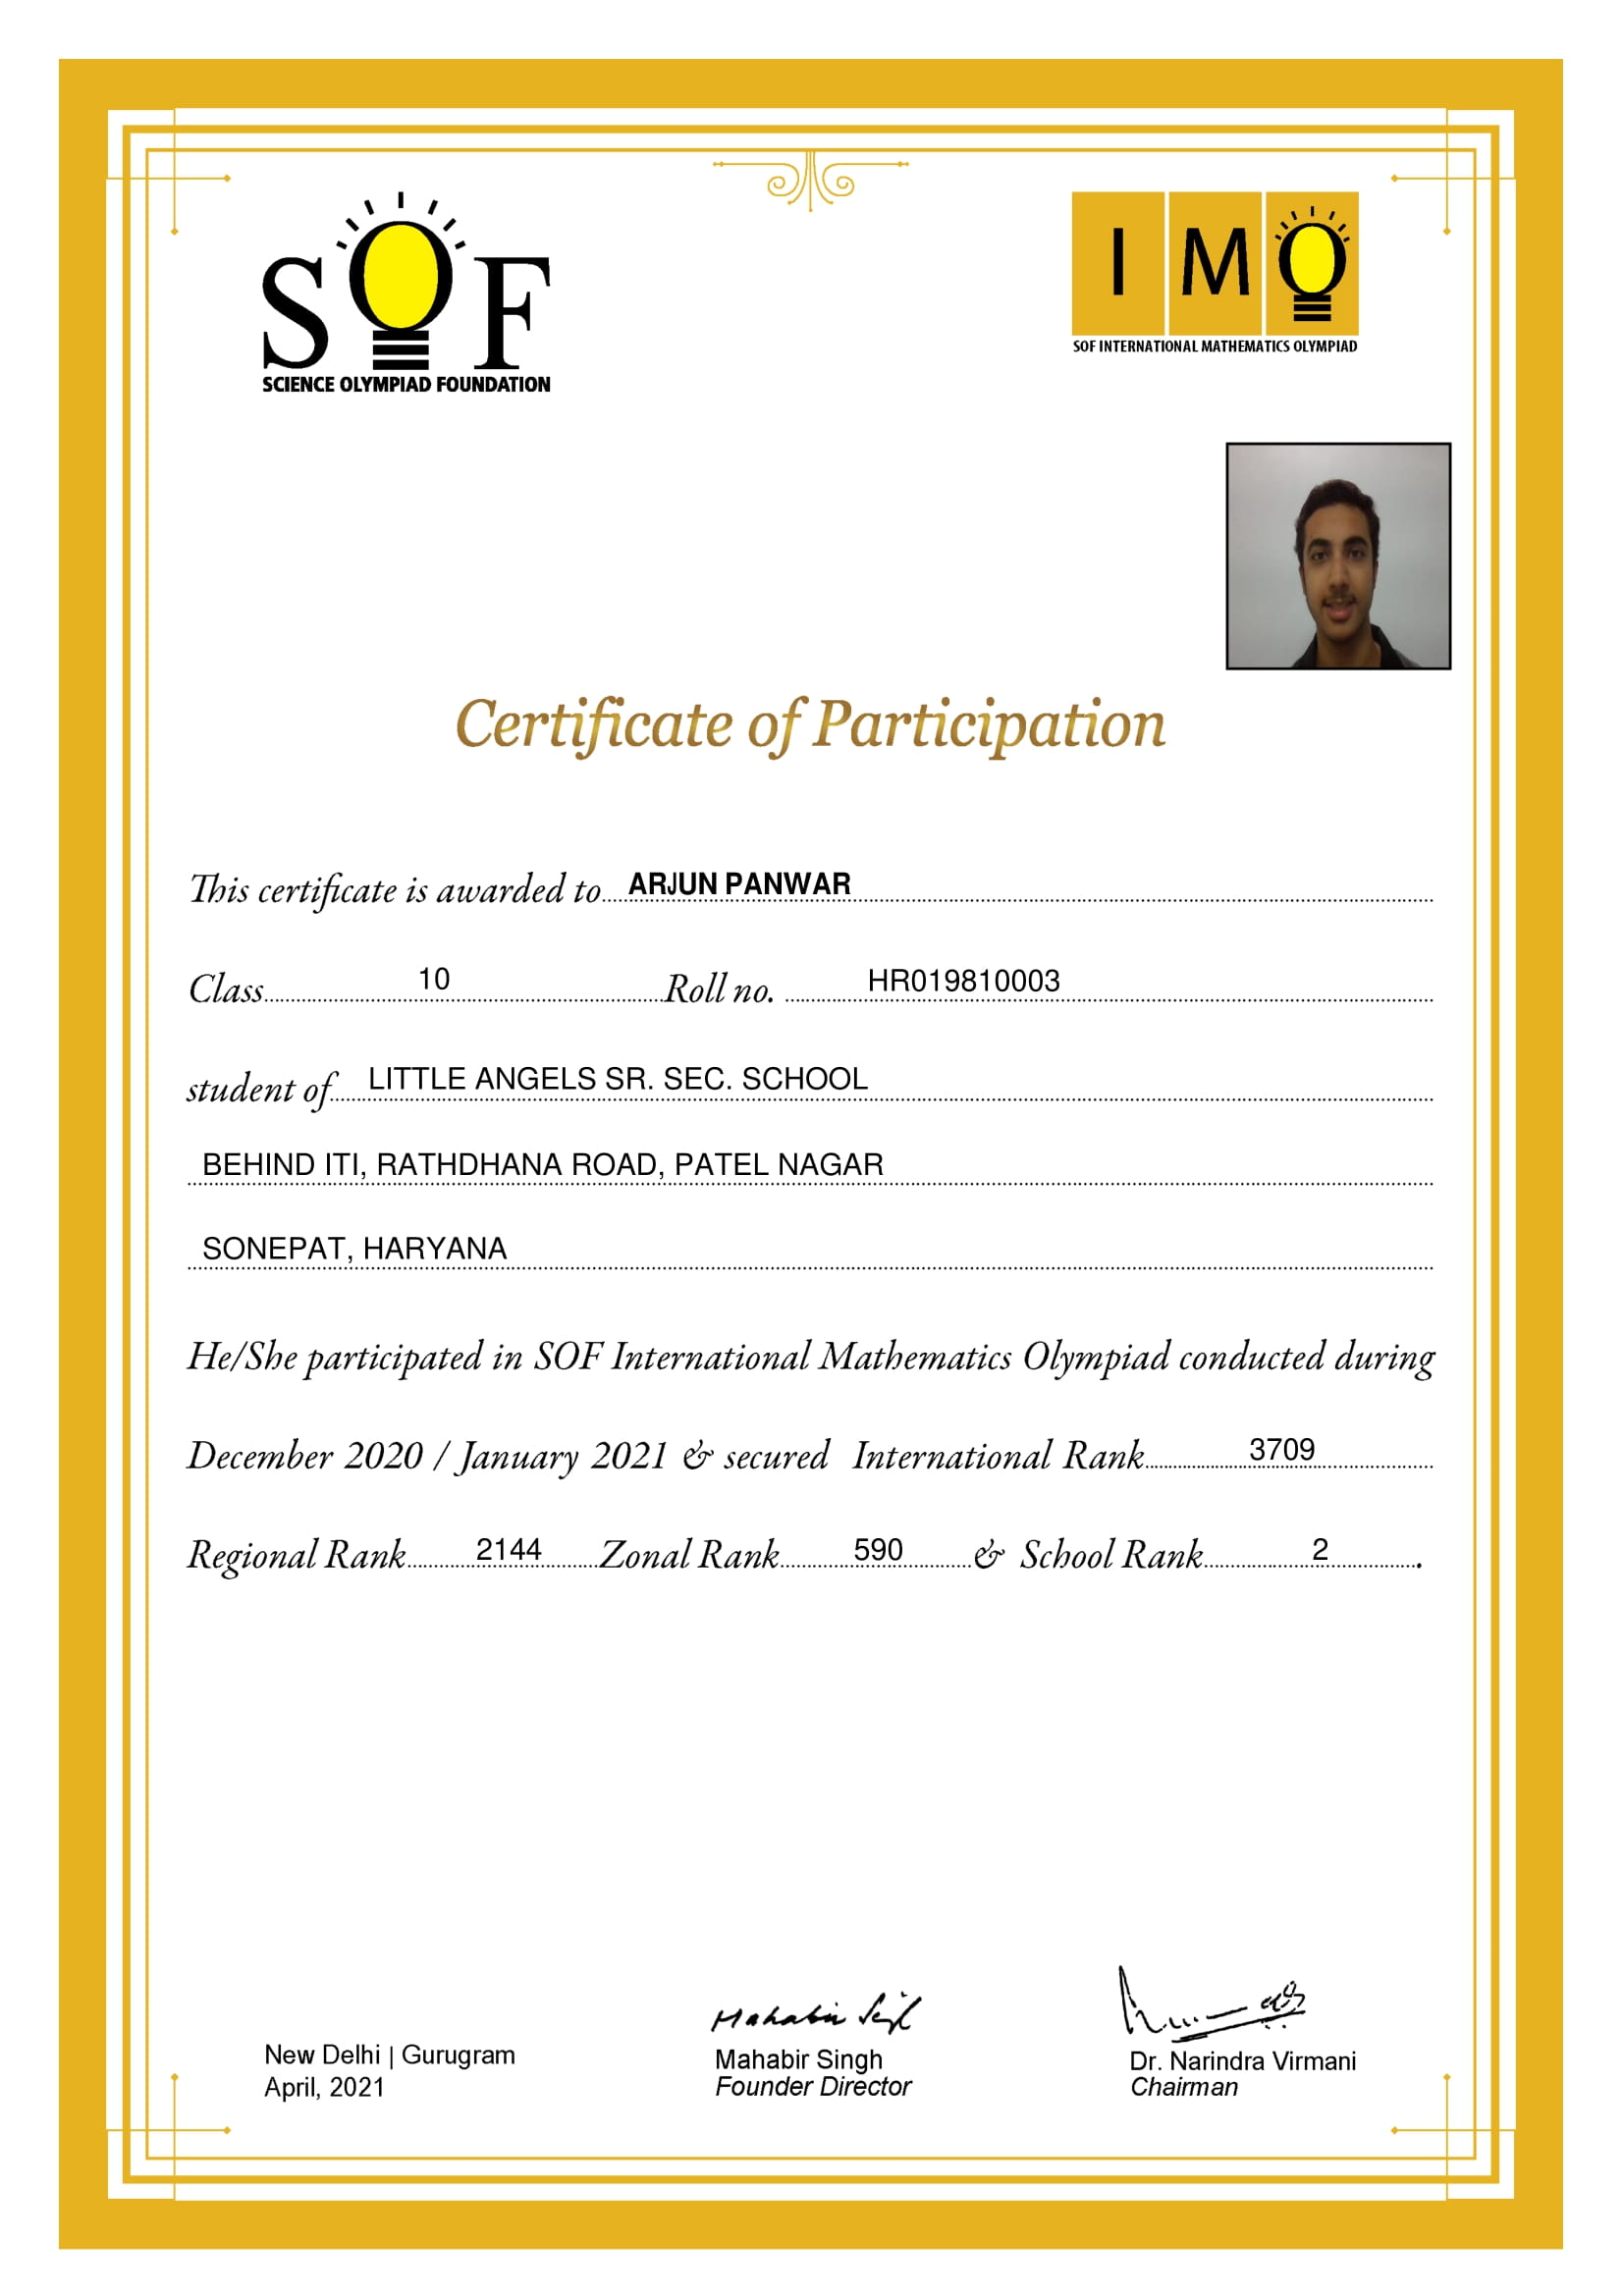 SOF
SCIENCE OLYMPIAD FOUNDATION
IMO
SOF INTERNATIONAL MATHEMATICS OLYMPIAD
Certificate of Participation
This certificate is awarded to ARJUN PANWAR
Class 10 Roll no. HR019810003
student of LITTLE ANGELS SR. SEC. SCHOOL
BEHIND ITI, RATHDHANA ROAD, PATEL NAGAR
SONEPAT, HARYANA
He/She participated in SOF International Mathematics Olympiad conducted during
December 2020 / January 2021 & secured International Rank 3709
Regional Rank 2144 Zonal Rank 590 & School Rank 2.
New Delhi | Gurugram
April, 2021
Mahabir Singh
Mahabir Singh
Founder Director
Dr. Narindra Virmani
Chairman